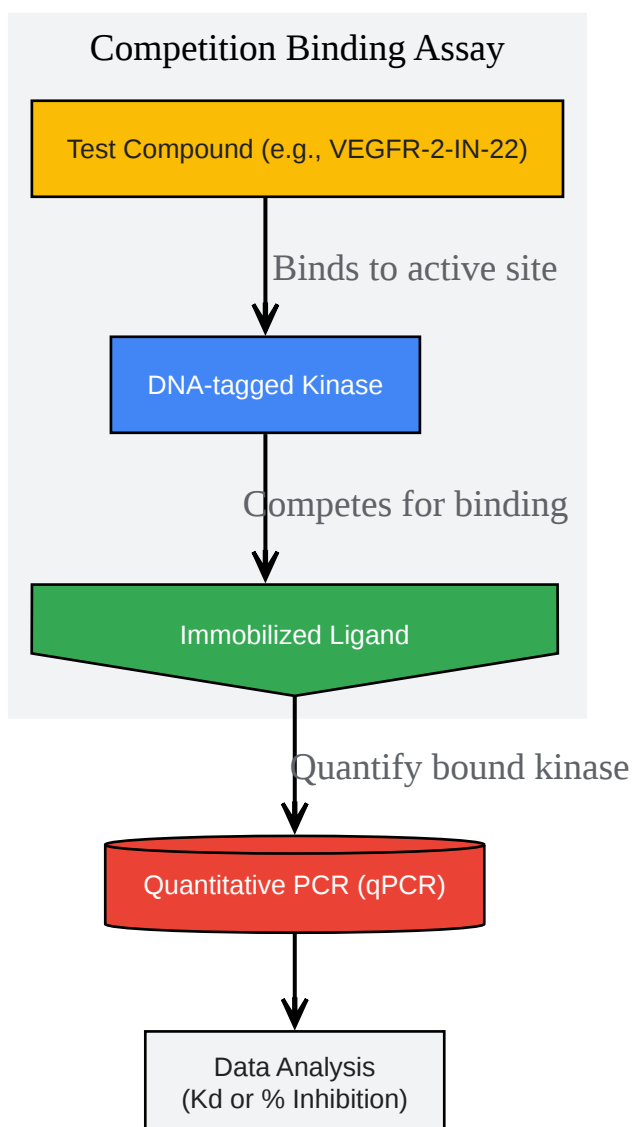 Competition Binding Assay
Test Compound (e.g., VEGFR-2-IN-22)
Binds to active site
DNA-tagged Kinase
Competes for binding
Immobilized Ligand
Quantify bound kinase
Quantitative PCR (qPCR)
Data Analysis
(Kd or % Inhibition)